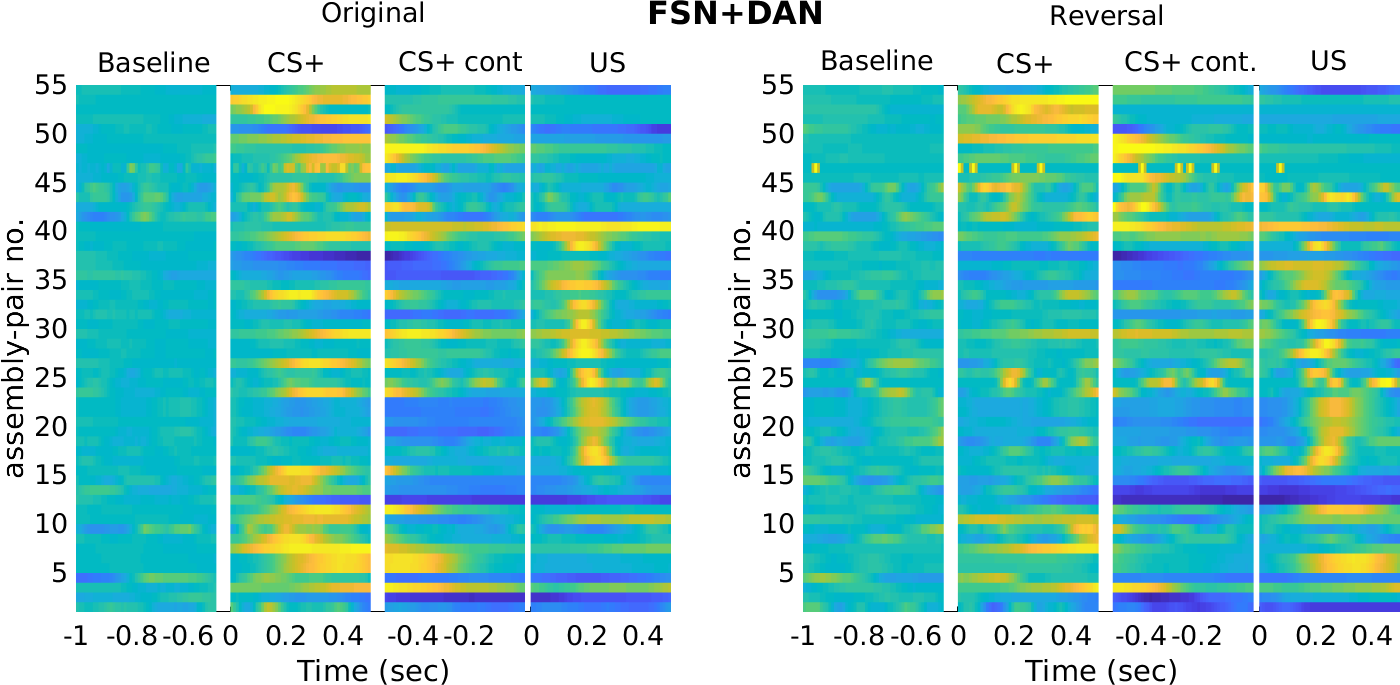 Original FSN+DAN Reversal
Baseline CS+ CS+ cont US Baseline CS+ CS+ cont. US
assembly-pair no.
55
50
45
40
35
30
25
20
15
10
5
-1 -0.8 -0.6 0 0.2 0.4 -0.4 -0.2 0 0.2 0.4
Time (sec)
assembly-pair no.
55
50
45
40
35
30
25
20
15
10
5
-1 -0.8 -0.6 0 0.2 0.4 -0.4 -0.2 0 0.2 0.4
Time (sec)